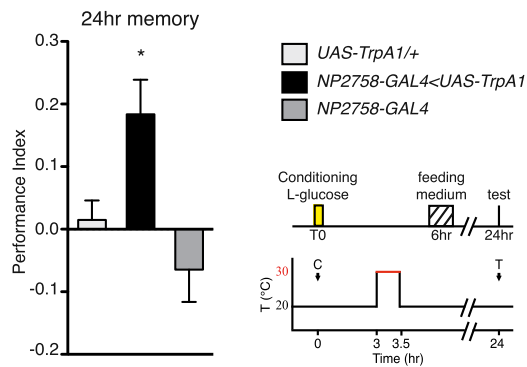 24hr memory
0.3
0.2
0.1
0.0
-0.1
-0.2
Performance Index
*
UAS-TrpA1/+
NP2758-GAL4<UAS-TrpA1
NP2758-GAL4
Conditioning
L-glucose
feeding
medium
test
T0
6hr
24hr
C
T
30
20
T (°C)
0
3
3.5
24
Time (hr)